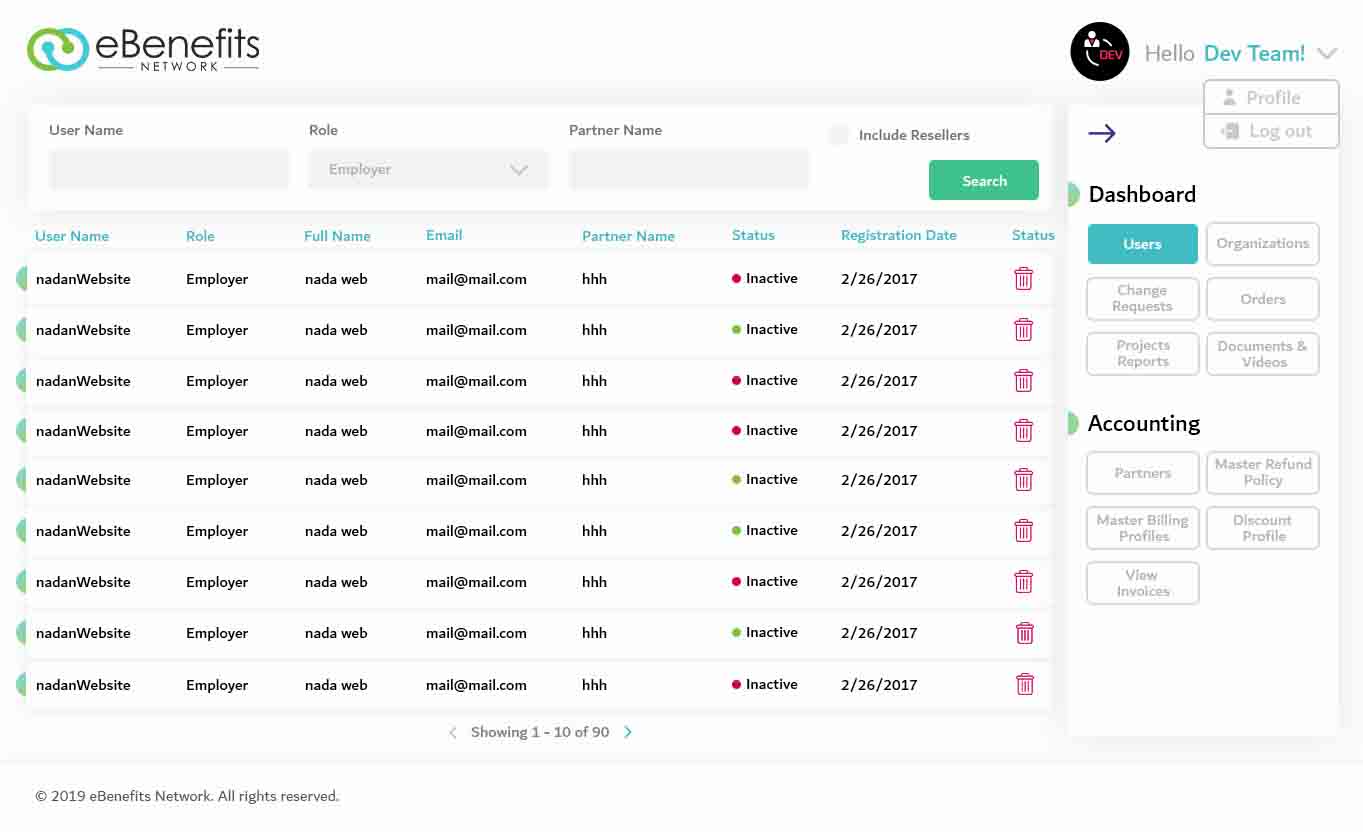 eBenefits
NETWORK
DEV
Hello Dev Team!
Profile
Log out
User Name
Role
Partner Name
Include Resellers
Employer
Search
User Name Role Full Name Email Partner Name Status Registration Date Status
nadanWebsite Employer nada web mail@mail.com hhh Inactive 2/26/2017
nadanWebsite Employer nada web mail@mail.com hhh Inactive 2/26/2017
nadanWebsite Employer nada web mail@mail.com hhh Inactive 2/26/2017
nadanWebsite Employer nada web mail@mail.com hhh Inactive 2/26/2017
nadanWebsite Employer nada web mail@mail.com hhh Inactive 2/26/2017
nadanWebsite Employer nada web mail@mail.com hhh Inactive 2/26/2017
nadanWebsite Employer nada web mail@mail.com hhh Inactive 2/26/2017
nadanWebsite Employer nada web mail@mail.com hhh Inactive 2/26/2017
nadanWebsite Employer nada web mail@mail.com hhh Inactive 2/26/2017
Showing 1 - 10 of 90
Dashboard
Users
Organizations
Change
Requests
Orders
Projects
Reports
Documents &
Videos
Accounting
Partners
Master Refund
Policy
Master Billing
Profiles
Discount
Profile
View
Invoices
© 2019 eBenefits Network. All rights reserved.